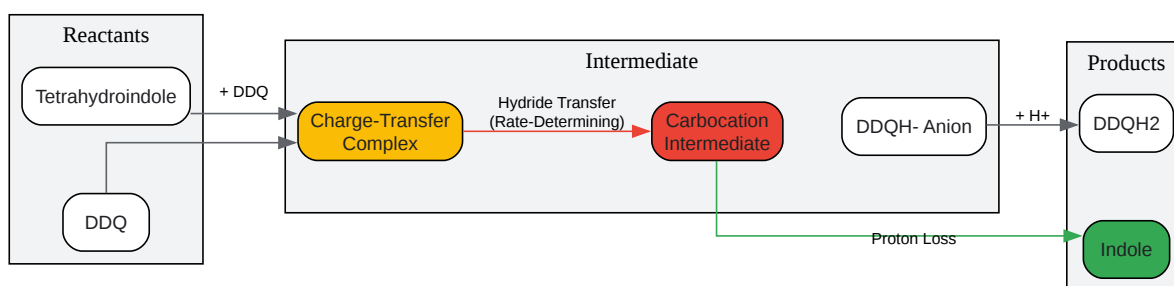 Reactants
Tetrahydroindole
DDQ
+ DDQ
Intermediate
Charge-Transfer
Complex
Hydride Transfer
(Rate-Determining)
Carbocation
Intermediate
DDQH- Anion
+ H+
Proton Loss
Products
DDQH2
Indole